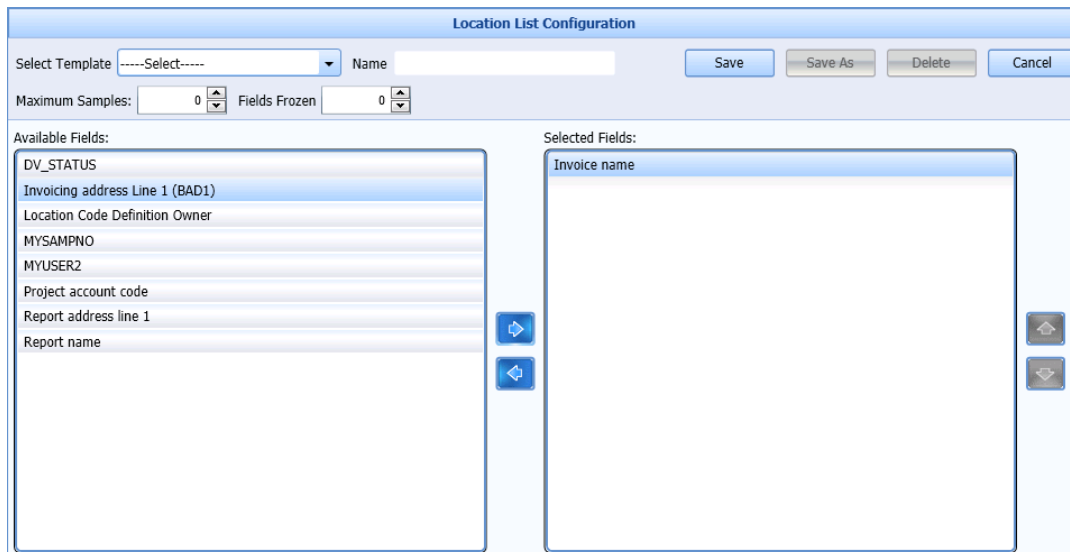 Location List Configuration
Select Template -----Select----- Name Save Save As Delete Cancel
Maximum Samples: 0 Fields Frozen 0
Available Fields: Selected Fields:
DV_STATUS Invoice name
Invoicing address Line 1 (BAD1)
Location Code Definition Owner
MYSAMPNO
MYUSER2
Project account code
Report address line 1
Report name